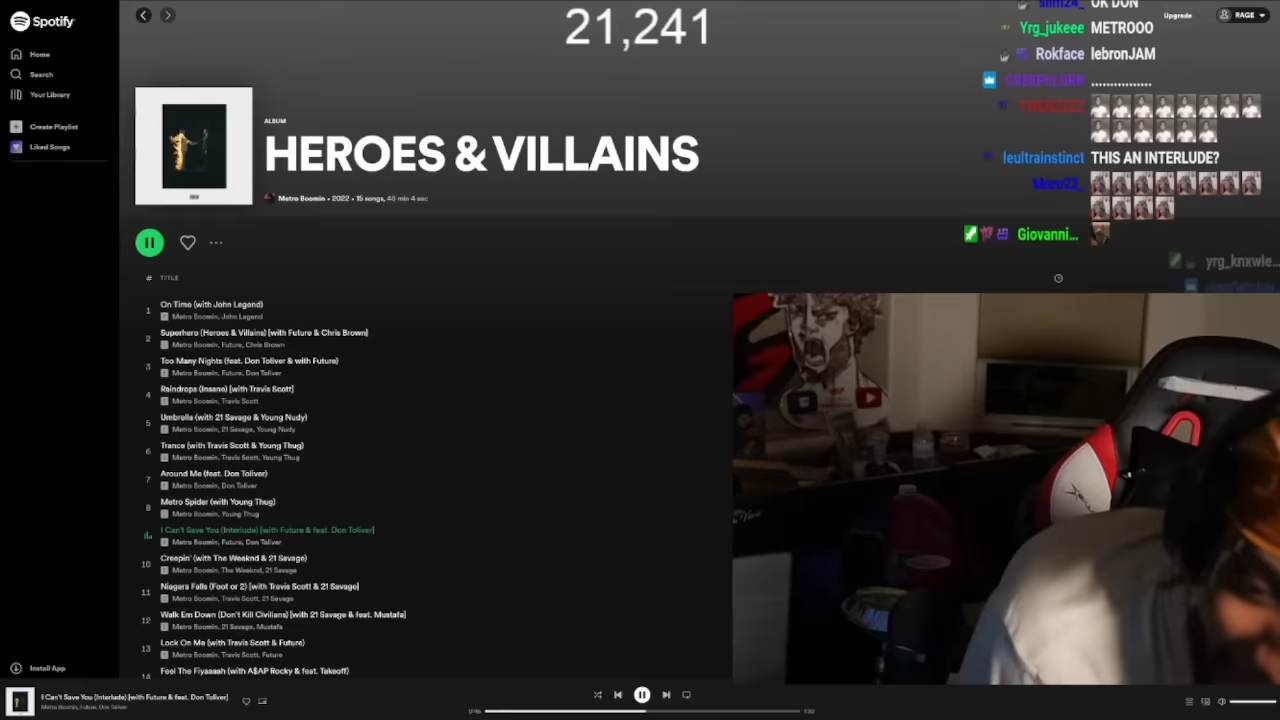 Spotify
Home
Search
Your Library
Create Playlist
Liked Songs
Install App
21,241
Upgrade
RAGE
ALBUM
HEROES & VILLAINS
Metro Boomin • 2022 • 15 songs, 48 min 4 sec
# TITLE
1 On Time (with John Legend)
E Metro Boomin, John Legend
2 Superhero (Heroes & Villains) [with Future & Chris Brown]
E Metro Boomin, Future, Chris Brown
3 Too Many Nights (feat. Don Toliver & with Future)
E Metro Boomin, Future, Don Toliver
4 Raindrops (Insane) [with Travis Scott]
E Metro Boomin, Travis Scott
5 Umbrella (with 21 Savage & Young Nudy)
E Metro Boomin, 21 Savage, Young Nudy
6 Trance (with Travis Scott & Young Thug)
E Metro Boomin, Travis Scott, Young Thug
7 Around Me (feat. Don Toliver)
E Metro Boomin, Don Toliver
8 Metro Spider (with Young Thug)
E Metro Boomin, Young Thug
I Can't Save You (Interlude) [with Future & feat. Don Toliver]
E Metro Boomin, Future, Don Toliver
10 Creepin' (with The Weeknd & 21 Savage)
E Metro Boomin, The Weeknd, 21 Savage
11 Niagara Falls (Foot or 2) [with Travis Scott & 21 Savage]
E Metro Boomin, Travis Scott, 21 Savage
12 Walk Em Down (Don't Kill Civilians) [with 21 Savage & feat. Mustafa]
E Metro Boomin, 21 Savage, Mustafa
13 Lock On Me (with Travis Scott & Future)
E Metro Boomin, Travis Scott, Future
14 Feel The Fiyaaaah (with A$AP Rocky & feat. Takeoff)
slim24_ OK DON
Yrg_jukeee METROOO
Rokface lebronJAM
...............
leultrainstinct THIS AN INTERLUDE?
Giovanni...
yrg_knxwle...
I Can't Save You (Interlude) [with Future & feat. Don Toliver]
Metro Boomin, Future, Don Toliver